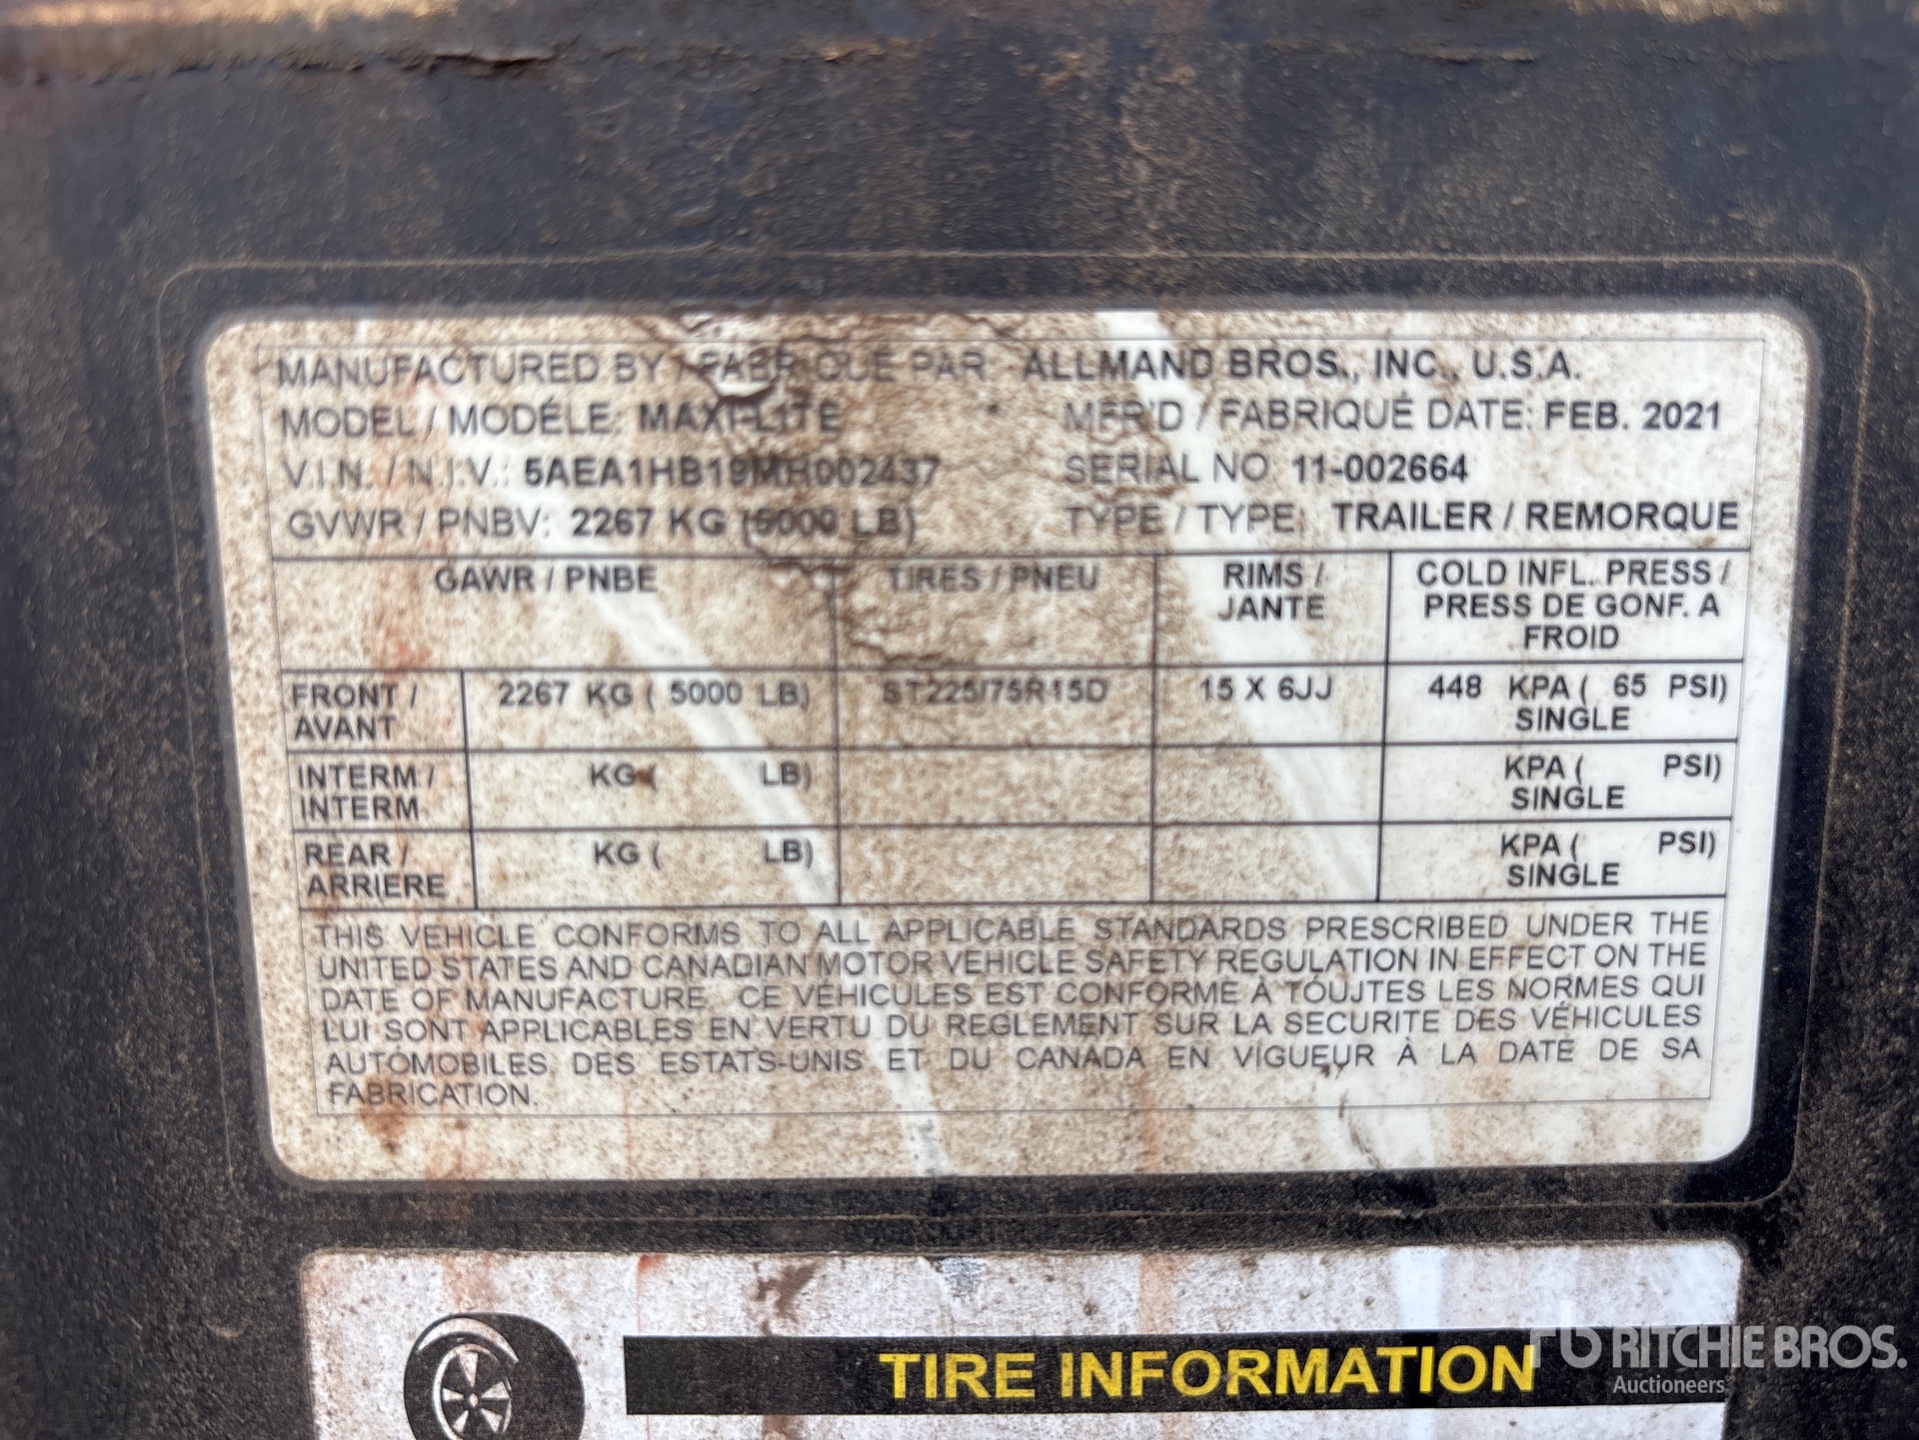 MANUFACTURED BY / FABRIQUÉ PAR ALLMAND BROS., INC., U.S.A.
MODEL / MODÉLE: MAXI-LITE MFR'D / FABRIQUÉ DATE: FEB. 2021
V.I.N. / N.I.V.: 5AEA1HB19MH002437 SERIAL NO: 11-002664
GVWR / PNBV: 2267 KG (5000 LB) TYPE / TYPE: TRAILER / REMORQUE
GAWR / PNBE TIRES / PNEU RIMS / JANTE COLD INFL. PRESS / PRESS DE GONF. A FROID
FRONT / AVANT 2267 KG ( 5000 LB) ST225/75R15D 15 X 6JJ 448 KPA ( 65 PSI) SINGLE
INTERM / INTERM. KG ( LB) KPA ( PSI) SINGLE
REAR / ARRIERE KG ( LB) KPA ( PSI) SINGLE
THIS VEHICLE CONFORMS TO ALL APPLICABLE STANDARDS PRESCRIBED UNDER THE
UNITED STATES AND CANADIAN MOTOR VEHICLE SAFETY REGULATION IN EFFECT ON THE
DATE OF MANUFACTURE. CE VÉHICULES EST CONFORME À TOUJTES LES NORMES QUI
LUI SONT APPLICABLES EN VERTU DU REGLEMENT SUR LA SECURITE DES VÉHICULES
AUTOMOBILES DES ESTATS-UNIS ET DU CANADA EN VIGUEUR À LA DATE DE SA
FABRICATION.
TIRE INFORMATION
rb RITCHIE BROS.
Auctioneers